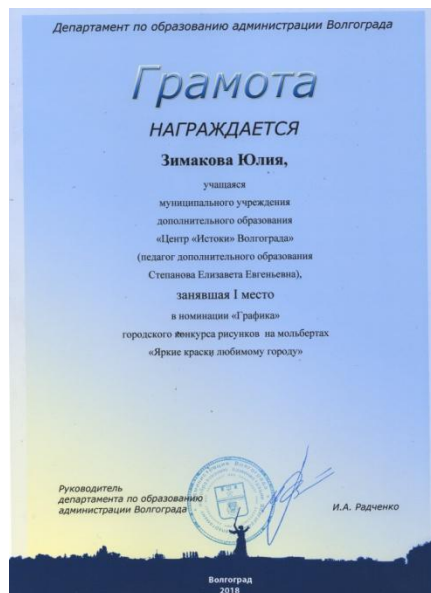 Департамент по образованию администрации Волгограда
Грамота
НАГРАЖДАЕТСЯ
Зимакова Юлия,
учащаяся
муниципального учреждения
дополнительного образования
«Центр «Истоки» Волгограда»
(педагог дополнительного образования
Степанова Елизавета Евгеньевна),
занявшая I место
в номинации «Графика»
городского конкурса рисунков на мольбертах
«Яркие краски любимому городу»
Руководитель
департамента по образованию
администрации Волгограда
И.А. Радченко
Волгоград
2018